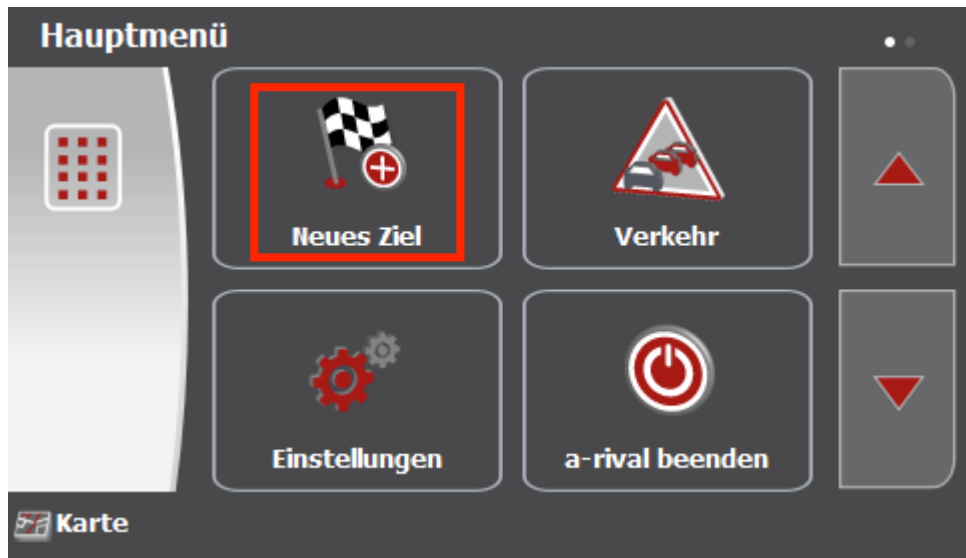 Hauptmenü
Neues Ziel
Verkehr
Einstellungen
a-rival beenden
Karte